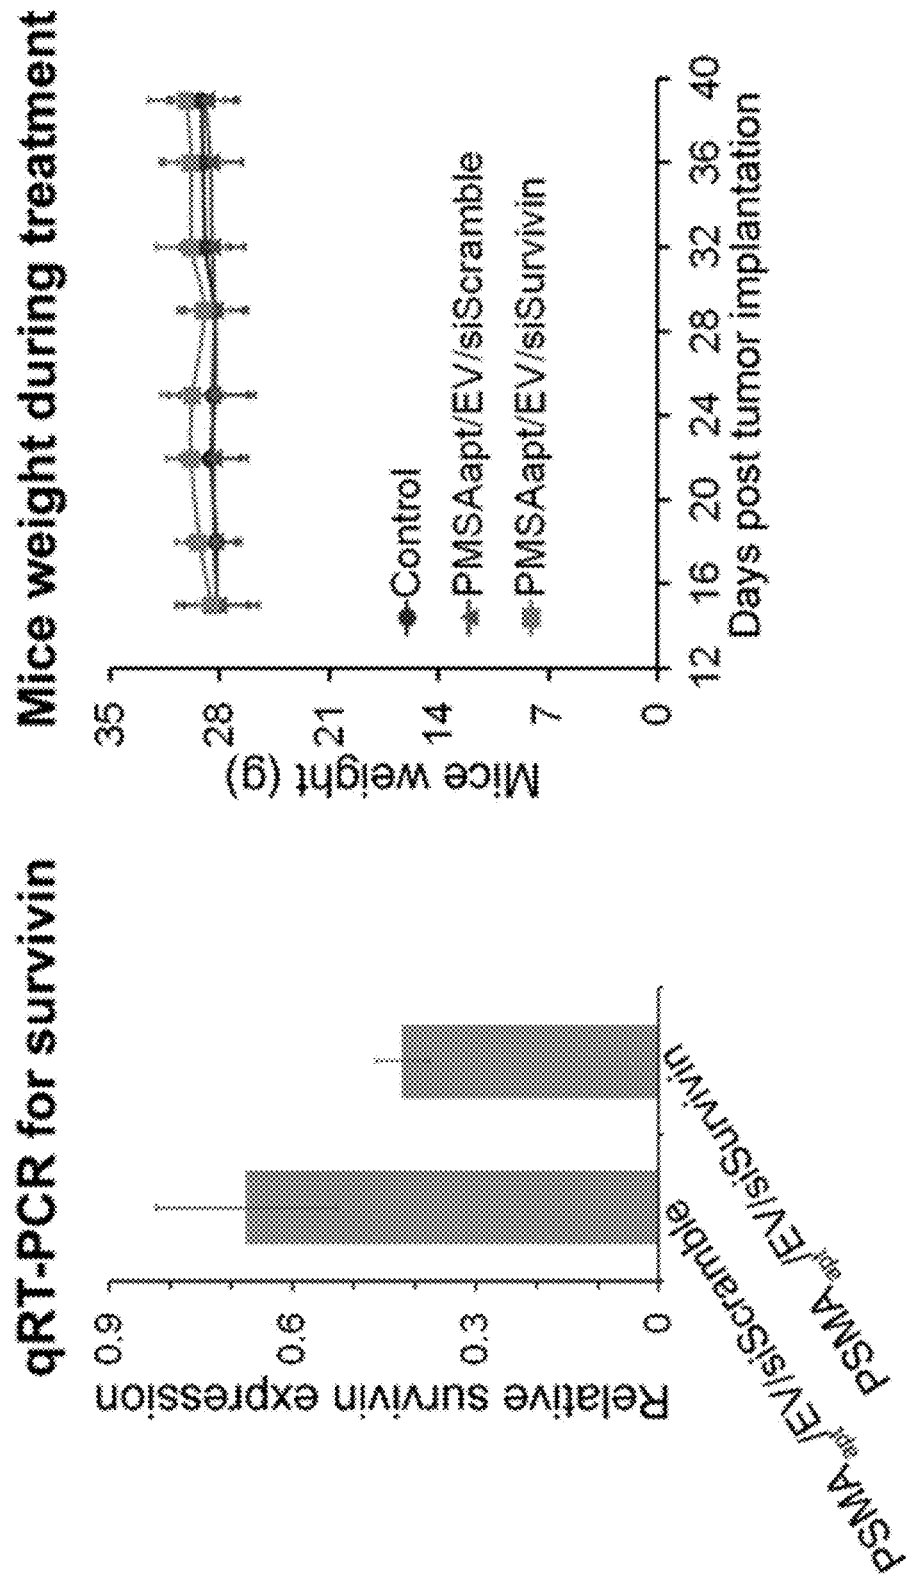 qRT-PCR for survivin
Relative survivin expression
0.9
0.6
0.3
0
PSMAapt/EV/siScramble
PSMAapt/EV/siSurvivin
Mice weight during treatment
Mice weight (g)
35
28
21
14
7
0
Control
PMSAapt/EV/siScramble
PMSAapt/EV/siSurvivin
12 16 20 24 28 32 36 40
Days post tumor implantation